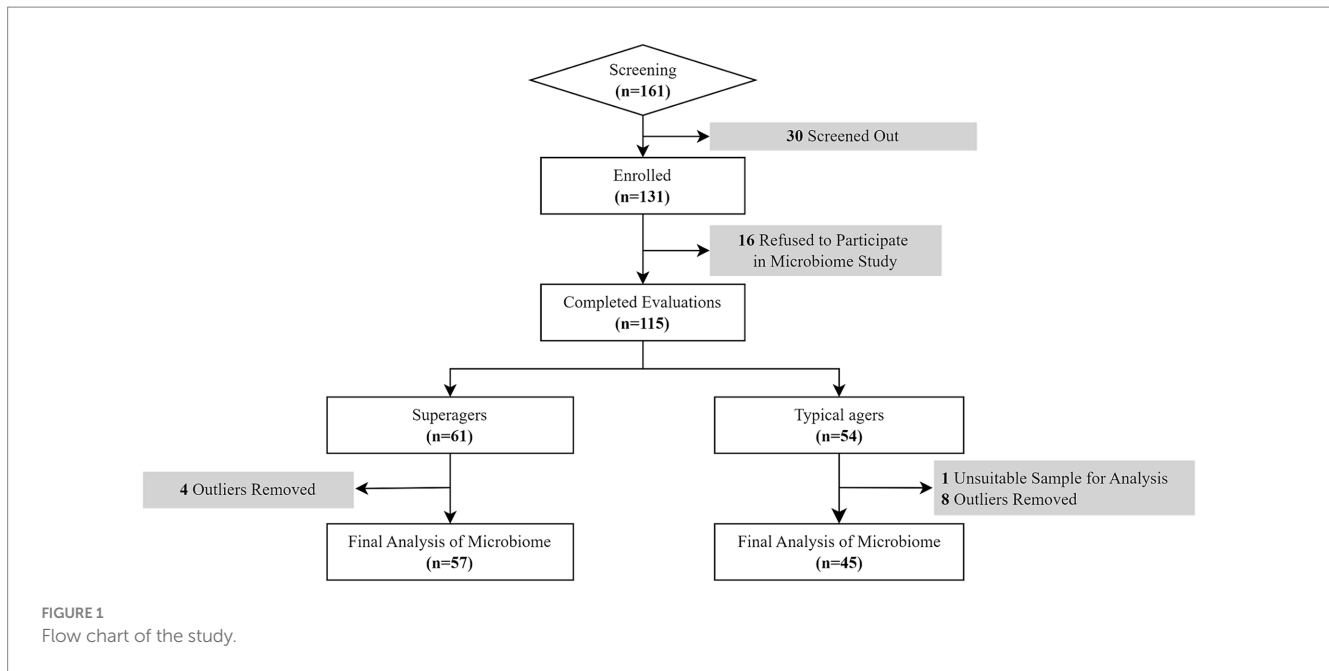 Screening
(n=161)
30 Screened Out
Enrolled
(n=131)
16 Refused to Participate
in Microbiome Study
Completed Evaluations
(n=115)
Superagers
(n=61)
Typical agers
(n=54)
4 Outliers Removed
1 Unsuitable Sample for Analysis
8 Outliers Removed
Final Analysis of Microbiome
(n=57)
Final Analysis of Microbiome
(n=45)
FIGURE 1
Flow chart of the study.